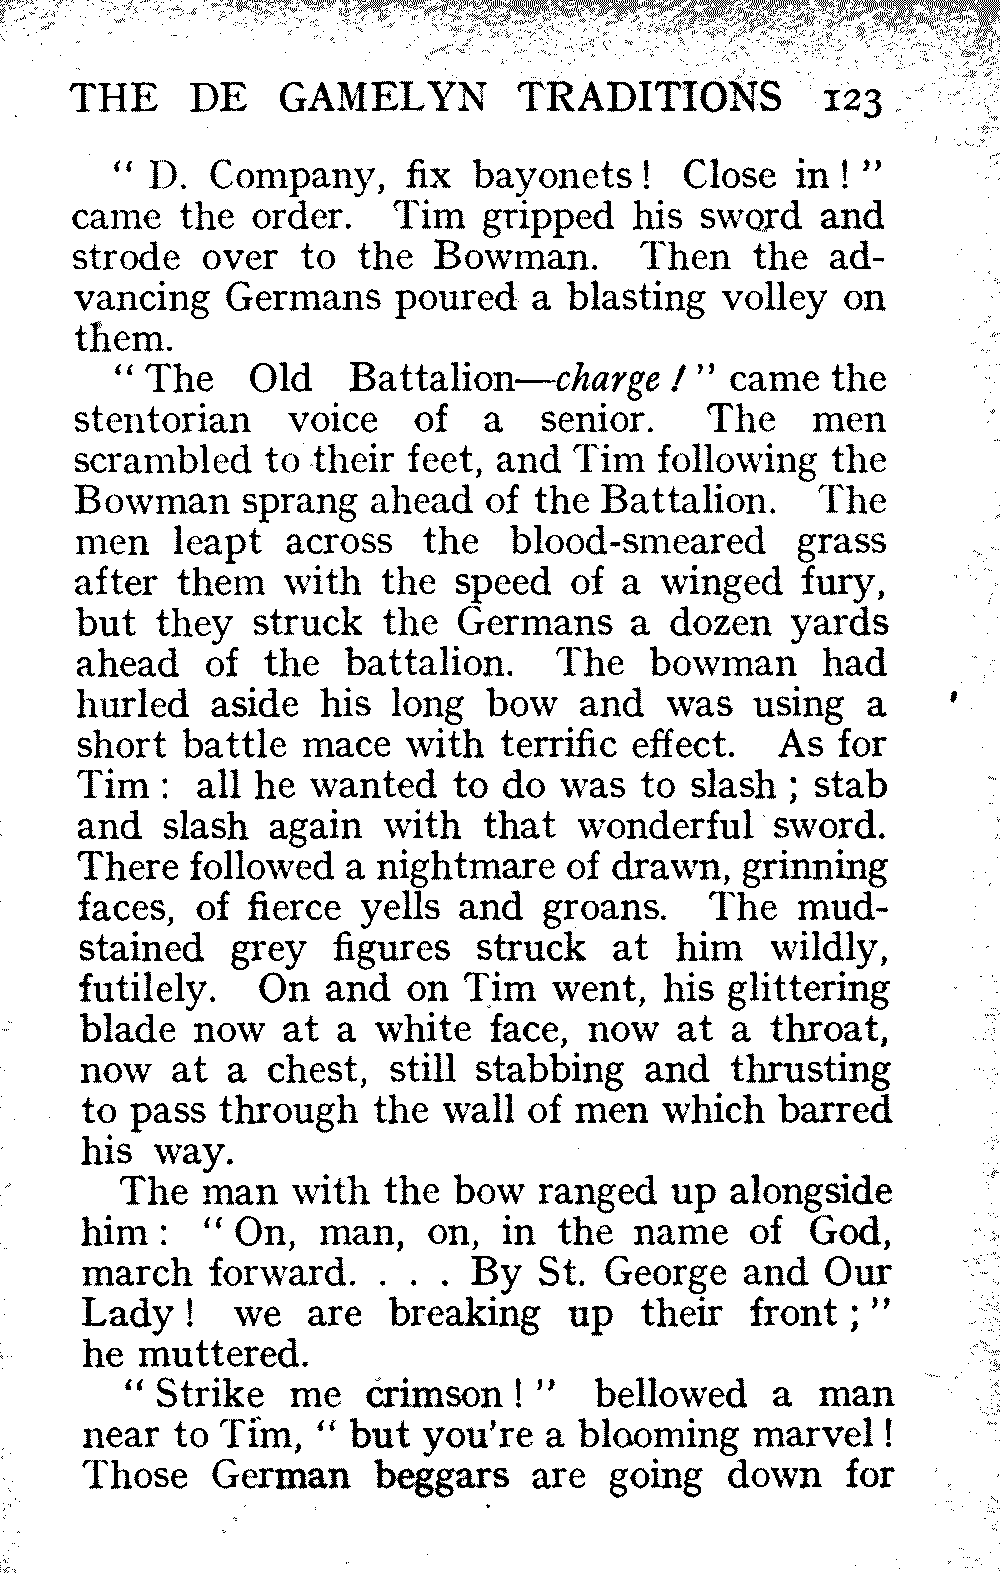 THE DE GAMELYN TRADITIONS 123
" D. Company, fix bayonets! Close in ! "
came the order. Tim gripped his sword and
strode over to the Bowman. Then the ad-
vancing Germans poured a blasting volley on
them.
" The Old Battalion—charge ! " came the
stentorian voice of a senior. The men
scrambled to their feet, and Tim following the
Bowman sprang ahead of the Battalion. The
men leapt across the blood-smeared grass
after them with the speed of a winged fury,
but they struck the Germans a dozen yards
ahead of the battalion. The bowman had
hurled aside his long bow and was using a
short battle mace with terrific effect. As for
Tim : all he wanted to do was to slash ; stab
and slash again with that wonderful sword.
There followed a nightmare of drawn, grinning
faces, of fierce yells and groans. The mud-
stained grey figures struck at him wildly,
futilely. On and on Tim went, his glittering
blade now at a white face, now at a throat,
now at a chest, still stabbing and thrusting
to pass through the wall of men which barred
his way.
The man with the bow ranged up alongside
him : " On, man, on, in the name of God,
march forward. . . . By St. George and Our
Lady ! we are breaking up their front ; "
he muttered.
" Strike me crimson ! " bellowed a man
near to Tim, " but you're a blooming marvel !
Those German beggars are going down for